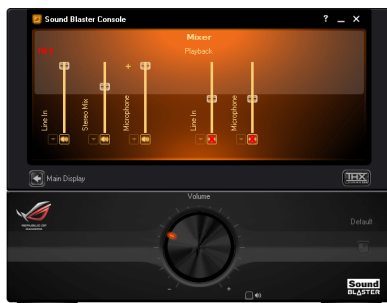 Sound Blaster Console
? _ X
Mixer
Playback
+
Line In
Stereo Mix
Microphone
Line In
Microphone
Main Display
THX
Volume
REPUBLIC OF
GAMERS
Default
- +
Sound
BLASTER